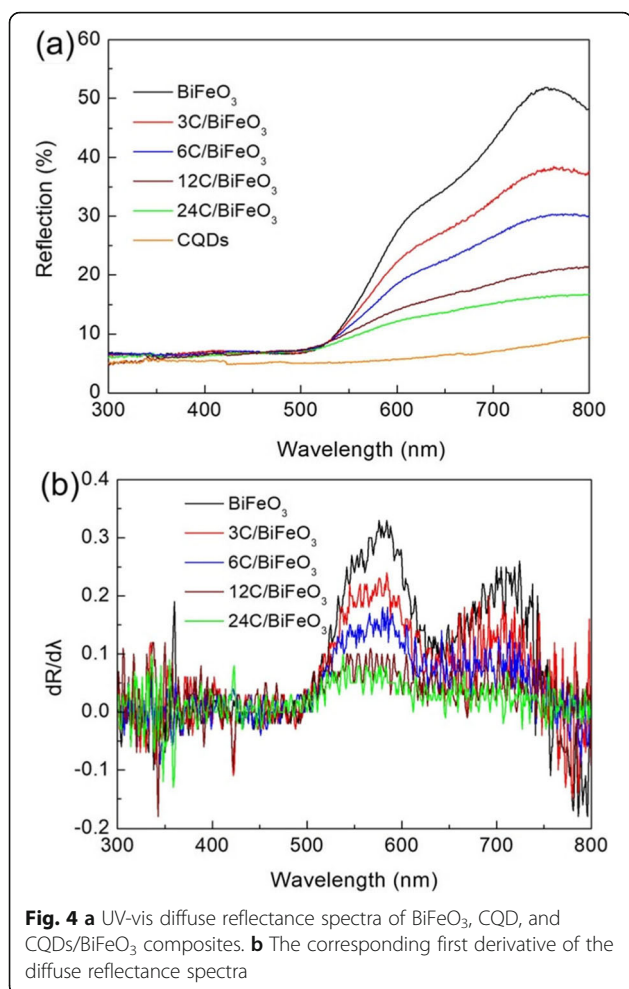 (a)
60
50
40
30
20
10
0
Reflection (%)
BiFeO₃
3C/BiFeO₃
6C/BiFeO₃
12C/BiFeO₃
24C/BiFeO₃
CQDs
300 400 500 600 700 800
Wavelength (nm)
(b)
0.4
0.3
0.2
0.1
0.0
-0.1
-0.2
dR/dλ
BiFeO₃
3C/BiFeO₃
6C/BiFeO₃
12C/BiFeO₃
24C/BiFeO₃
300 400 500 600 700 800
Wavelength (nm)
Fig. 4 a UV-vis diffuse reflectance spectra of BiFeO₃, CQD, and
CQDs/BiFeO₃ composites. b The corresponding first derivative of the
diffuse reflectance spectra